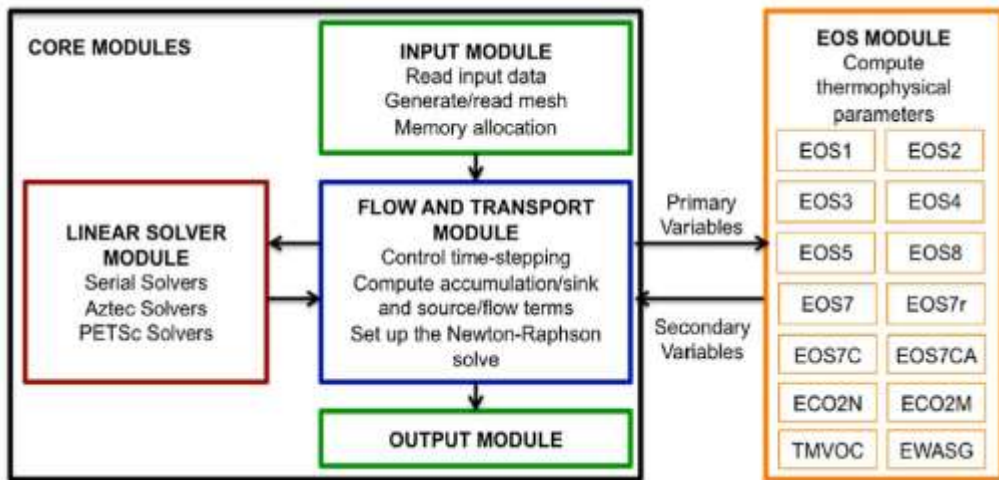 CORE MODULES
INPUT MODULE
Read input data
Generate/read mesh
Memory allocation
LINEAR SOLVER
MODULE
Serial Solvers
Aztec Solvers
PETSc Solvers
FLOW AND TRANSPORT
MODULE
Control time-stepping
Compute accumulation/sink
and source/flow terms
Set up the Newton-Raphson
solve
OUTPUT MODULE
Primary
Variables
Secondary
Variables
EOS MODULE
Compute
thermophysical
parameters
EOS1 EOS2
EOS3 EOS4
EOS5 EOS8
EOS7 EOS7r
EOS7C EOS7CA
ECO2N ECO2M
TMVOC EWASG